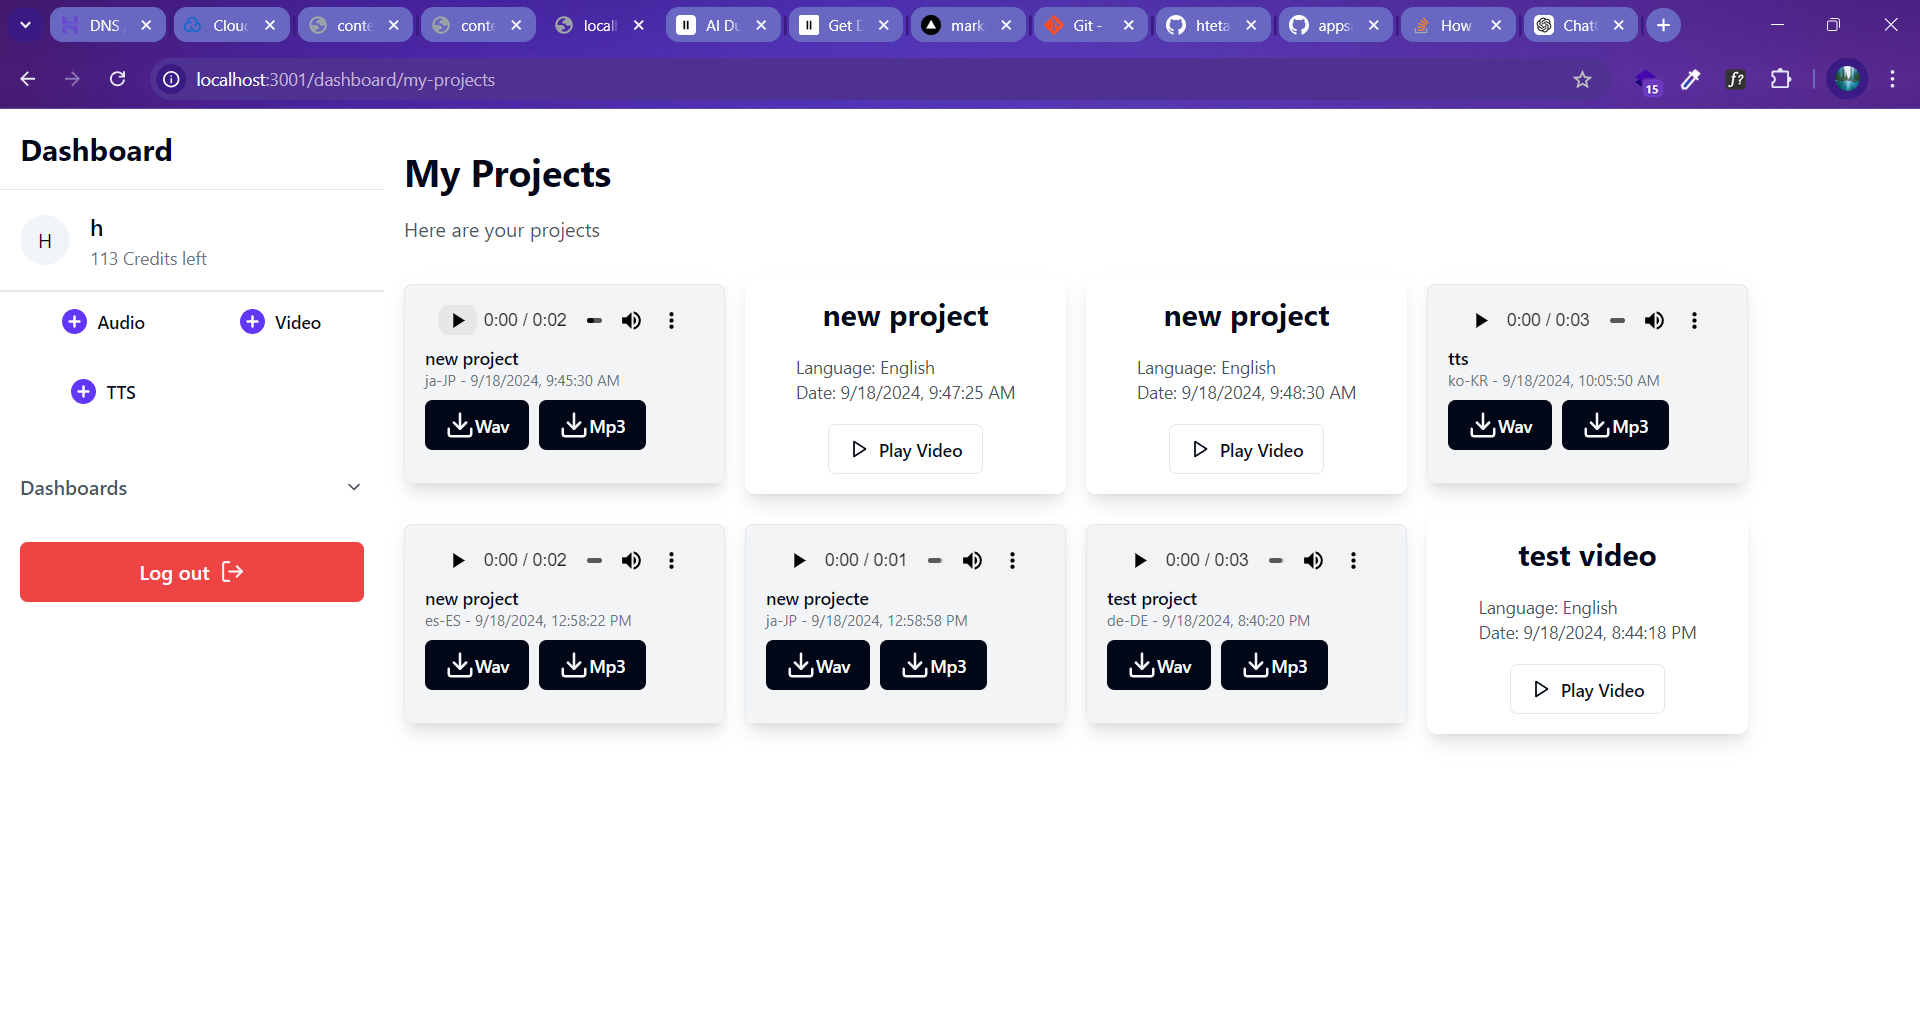 DNS
Clou
conte
conte
local
AI Du
Get D
mark
Git -
hteta
apps
How
Chat
localhost:3001/dashboard/my-projects
15
f?
Dashboard
H
h
113 Credits left
Audio
Video
TTS
Dashboards
Log out
My Projects
Here are your projects
0:00 / 0:02
new project
ja-JP - 9/18/2024, 9:45:30 AM
Wav
Mp3
new project
Language: English
Date: 9/18/2024, 9:47:25 AM
Play Video
new project
Language: English
Date: 9/18/2024, 9:48:30 AM
Play Video
0:00 / 0:03
tts
ko-KR - 9/18/2024, 10:05:50 AM
Wav
Mp3
0:00 / 0:02
new project
es-ES - 9/18/2024, 12:58:22 PM
Wav
Mp3
0:00 / 0:01
new projecte
ja-JP - 9/18/2024, 12:58:58 PM
Wav
Mp3
0:00 / 0:03
test project
de-DE - 9/18/2024, 8:40:20 PM
Wav
Mp3
test video
Language: English
Date: 9/18/2024, 8:44:18 PM
Play Video